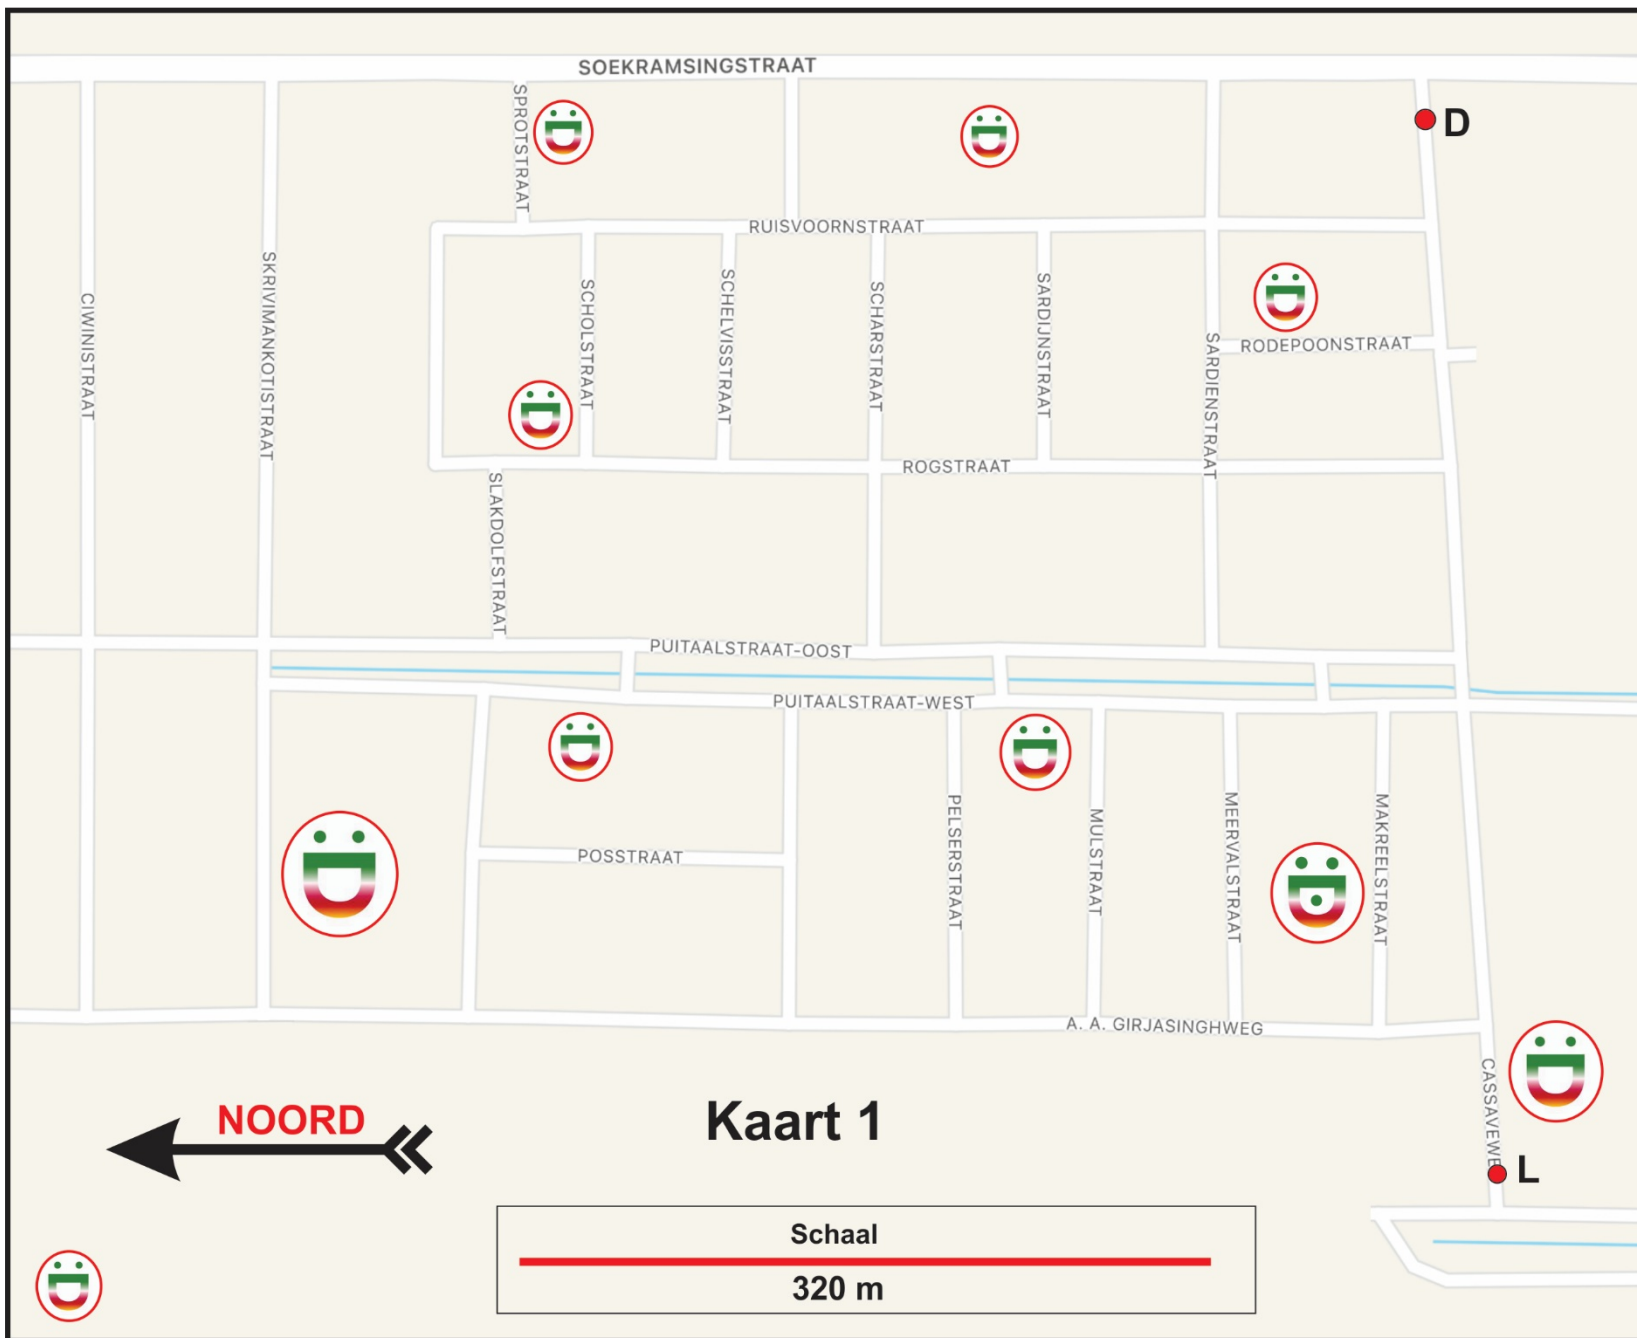 SOEKRAMSINGSTRAAT
SPROTSTRAAT
D
RUISVOORNSTRAAT
CIWINISTRAAT
SKRIVIMANKOTISTRAAT
SCHOLSTRAAT
SCHELVISSTRAAT
SCHARSTRAAT
SARDIJNSTRAAT
SARDIENSTRAAT
RODEPOONSTRAAT
ROGSTRAAT
SLAKDOLFSTRAAT
PUITAALSTRAAT-OOST
PUITAALSTRAAT-WEST
POSSTRAAT
PELSERSTRAAT
MULSTRAAT
MEERVALSTRAAT
MAKREELSTRAAT
A. A. GIRJASINGHWEG
CASSAVEWE
NOORD
Kaart 1
L
Schaal
320 m